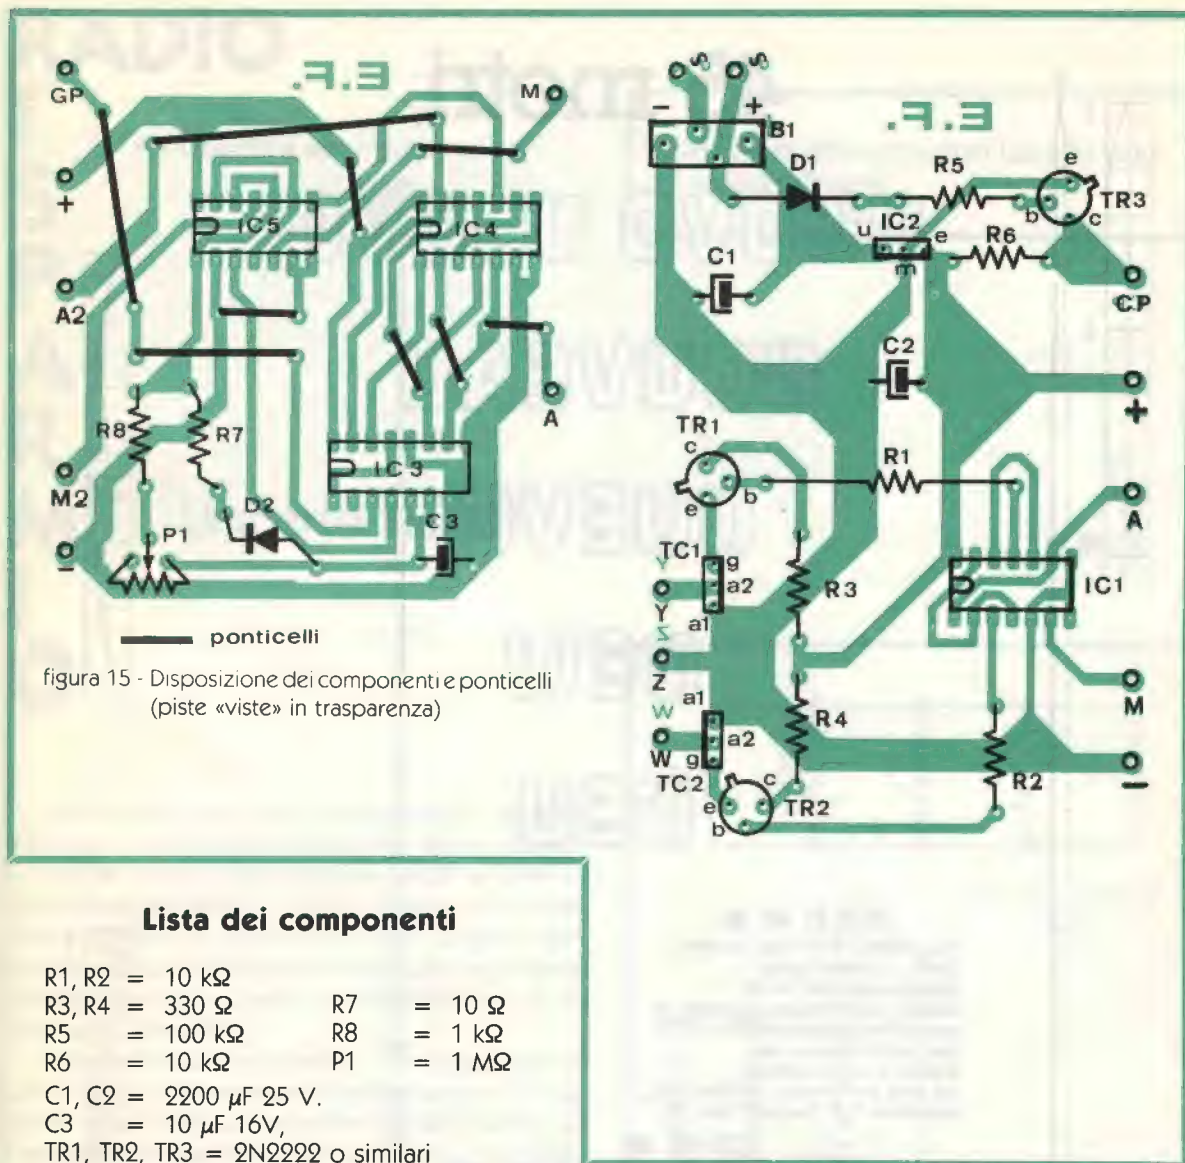 GP
E.F.
M
+
IC5
IC4
A2
A
R8
R7
IC3
M2
D2
C3
P1
-
ponticelli
figura 15 - Disposizione dei componenti e ponticelli
(piste «viste» in trasparenza)
S S
- +
B1
E.F.
D1
R5
e
TR3
b
c
IC2
u
e
m
R6
C1
CP
C2
+
TR1
c
b
e
R1
A
TC1
g
a2
a1
Y
Y
R3
IC1
Z
Z
M
W
a1
a2
g
W
R4
TC2
c
e
TR2
b
R2
-
Lista dei componenti
R1, R2 = 10 kΩ
R3, R4 = 330 Ω R7 = 10 Ω
R5 = 100 kΩ R8 = 1 kΩ
R6 = 10 kΩ P1 = 1 MΩ
C1, C2 = 2200 μF 25 V.
C3 = 10 μF 16V,
TR1, TR2, TR3 = 2N2222 o similari